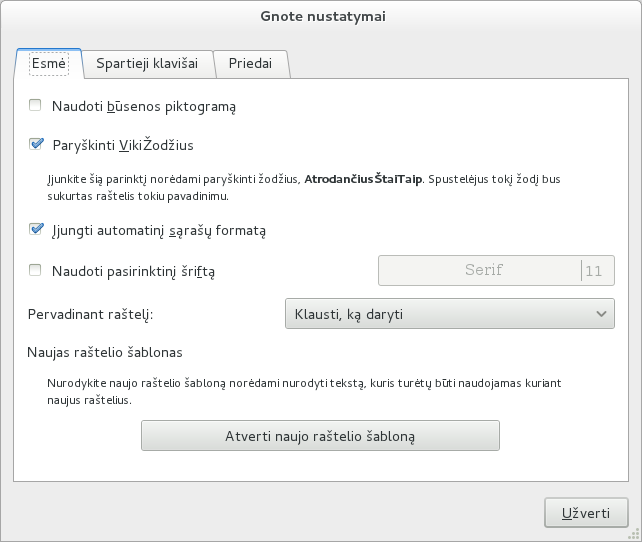 Gnote nustatymai
Esmė Spartieji klavišai Priedai
Naudoti būsenos piktogramą
Paryškinti VikiŽodžius
Įjunkite šią parinktį norėdami paryškinti žodžius, AtrodančiusŠtaiTaip. Spustelėjus tokį žodį bus
sukurtas raštelis tokiu pavadinimu.
Įjungti automatinį sąrašų formatą
Naudoti pasirinktinį šriftą Serif 11
Pervadinant raštelį: Klausti, ką daryti
Naujas raštelio šablonas
Nurodykite naujo raštelio šabloną norėdami nurodyti tekstą, kuris turėtų būti naudojamas kuriant
naujus raštelius.
Atverti naujo raštelio šabloną
Užverti